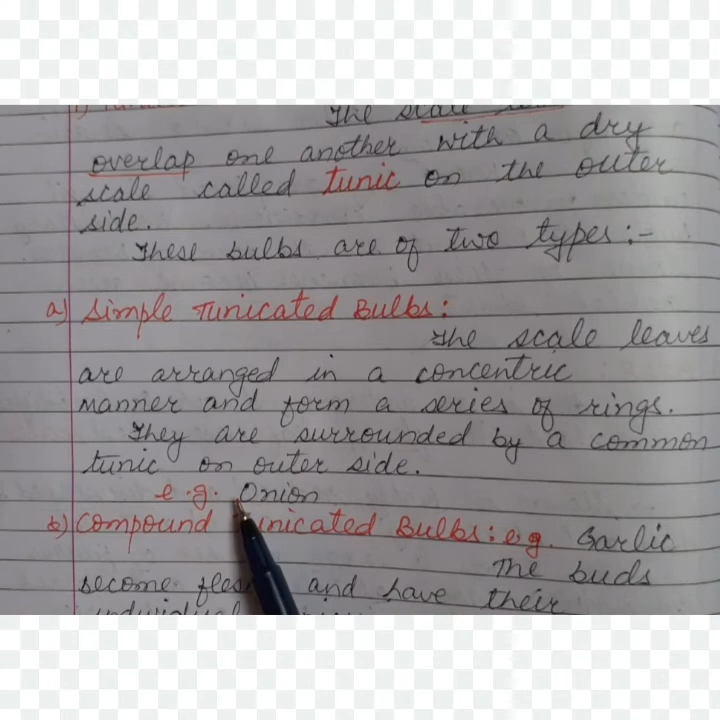 The scale
overlap one another with a dry
scale called tunic on the outer
side.
These bulbs are of two types :-
a) Simple Tunicated Bulbs :
The scale leaves
are arranged in a concentric
manner and form a series of rings.
They are surrounded by a common
tunic on outer side.
e.g. Onion
b) Compound Tunicated Bulbs : e.g. Garlic
The buds
become and have their
individual